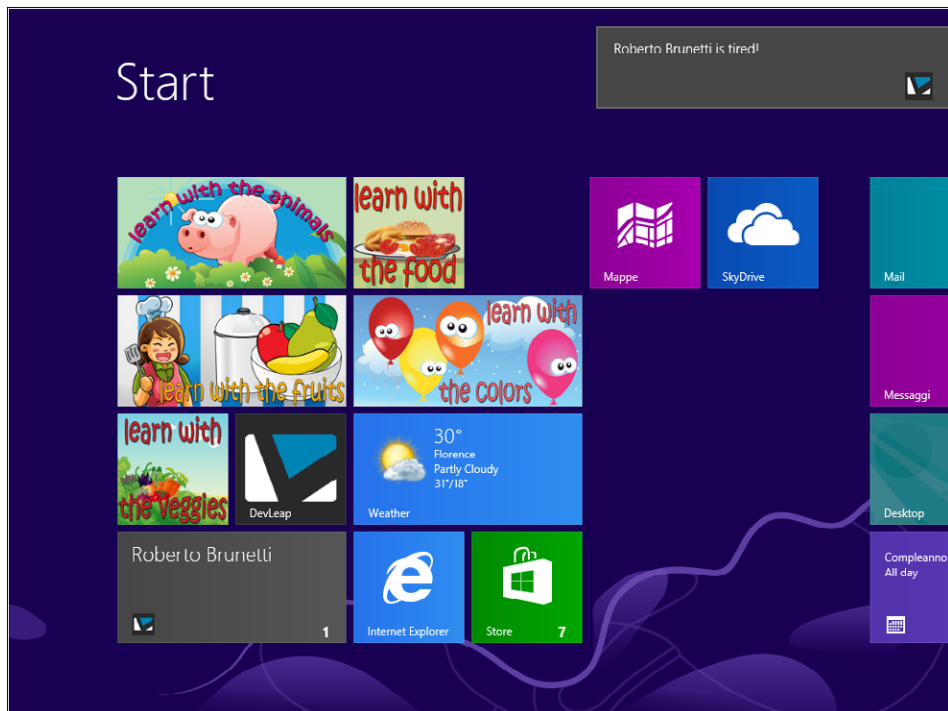 Roberto Brunetti is tired!
Start
learn with the animals
learn with
the food
Mappe
SkyDrive
Mail
learn with the fruits
learn with
the colors
Messaggi
learn with
the veggies
DevLeap
30°
Florence
Partly Cloudy
31°/18°
Weather
Desktop
Roberto Brunetti
1
Internet Explorer
Store
7
Compleanno
All day